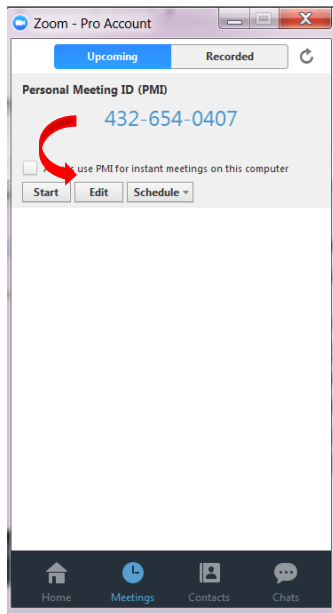 Zoom - Pro Account
Upcoming Recorded
Personal Meeting ID (PMI)
432-654-0407
use PMI for instant meetings on this computer
Start Edit Schedule
Home Meetings Contacts Chats